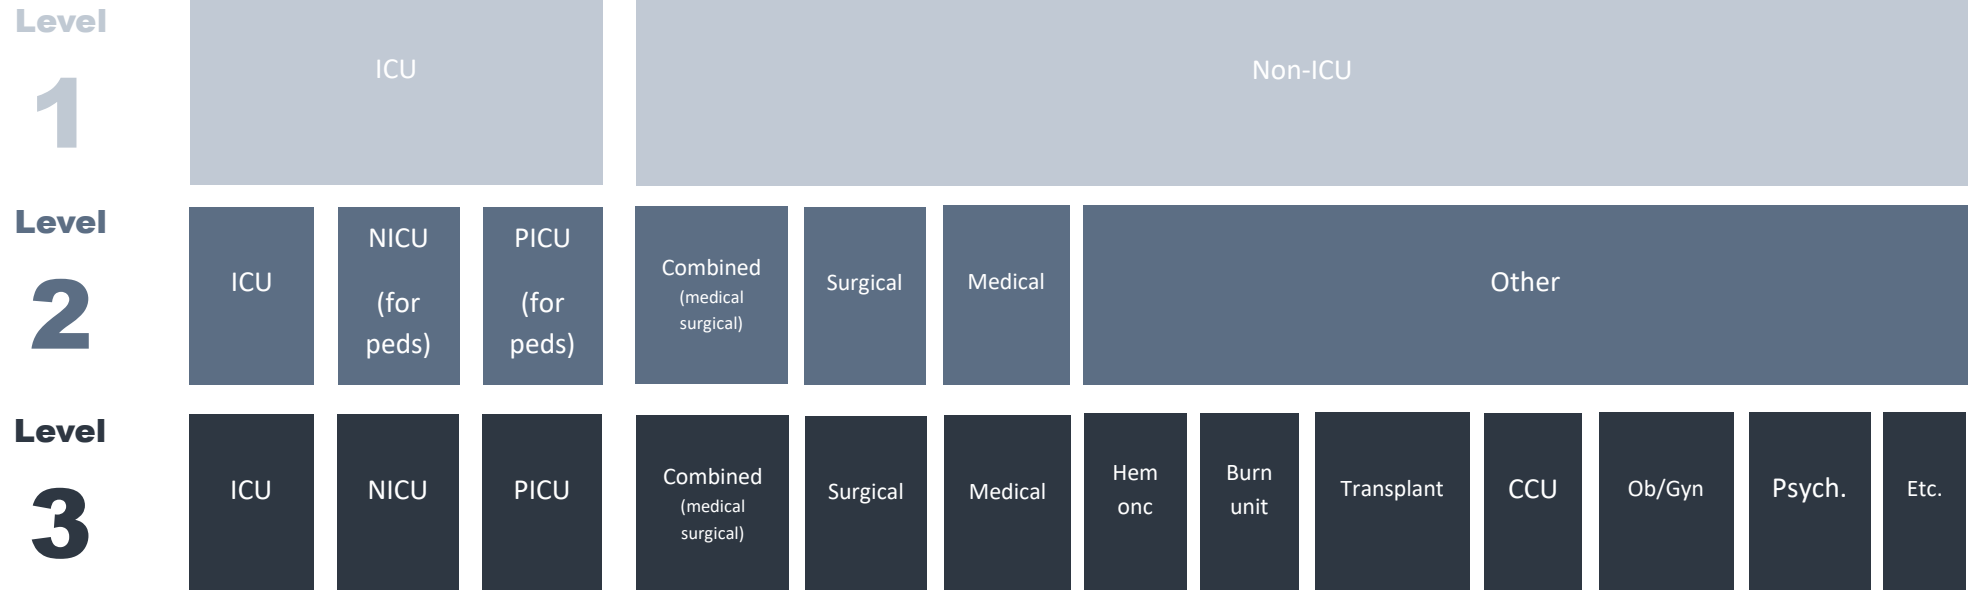 Level
1
ICU
Non-ICU
Level
2
ICU
NICU
(for
peds)
PICU
(for
peds)
Combined
(medical
surgical)
Surgical
Medical
Other
Level
3
ICU
NICU
PICU
Combined
(medical
surgical)
Surgical
Medical
Hem
onc
Burn
unit
Transplant
CCU
Ob/Gyn
Psych.
Etc.